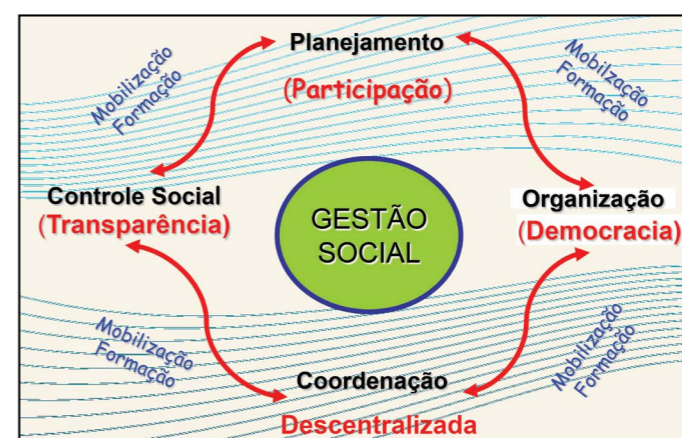 Planejamento
(Participação)
Mobilização
Formação
Mobilização
Formação
Controle Social
(Transparência)
GESTÃO
SOCIAL
Organização
(Democracia)
Mobilização
Formação
Mobilização
Formação
Coordenação
Descentralizada